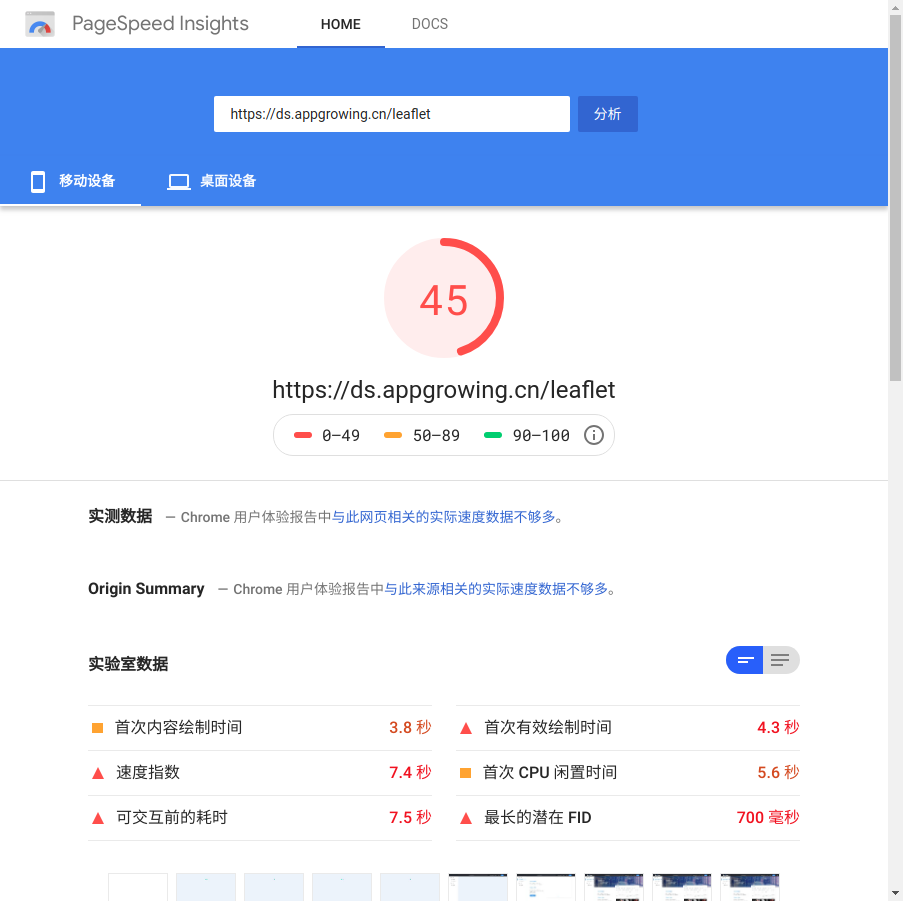 PageSpeed Insights HOME DOCS
https://ds.appgrowing.cn/leaflet 分析
移动设备 桌面设备
45
https://ds.appgrowing.cn/leaflet
0–49 50–89 90–100
实测数据 — Chrome 用户体验报告中与此网页相关的实际速度数据不够多。
Origin Summary — Chrome 用户体验报告中与此来源相关的实际速度数据不够多。
实验室数据
首次内容绘制时间 3.8 秒 首次有效绘制时间 4.3 秒
速度指数 7.4 秒 首次 CPU 闲置时间 5.6 秒
可交互前的耗时 7.5 秒 最长的潜在 FID 700 毫秒